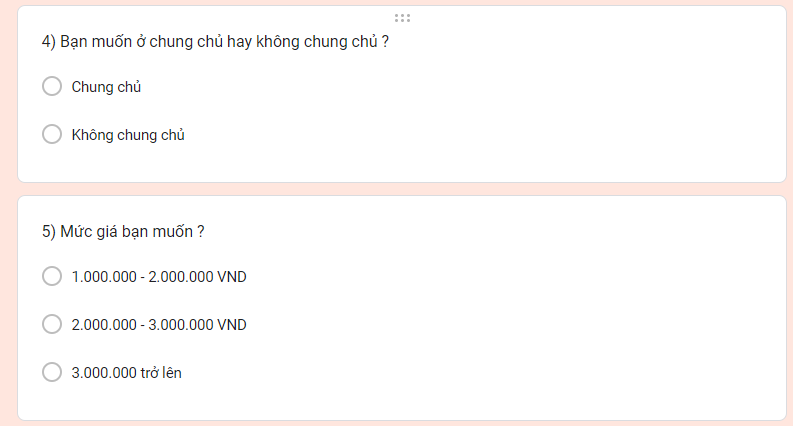 4) Bạn muốn ở chung chủ hay không chung chủ ?
Chung chủ
Không chung chủ
5) Mức giá bạn muốn ?
1.000.000 - 2.000.000 VND
2.000.000 - 3.000.000 VND
3.000.000 trở lên